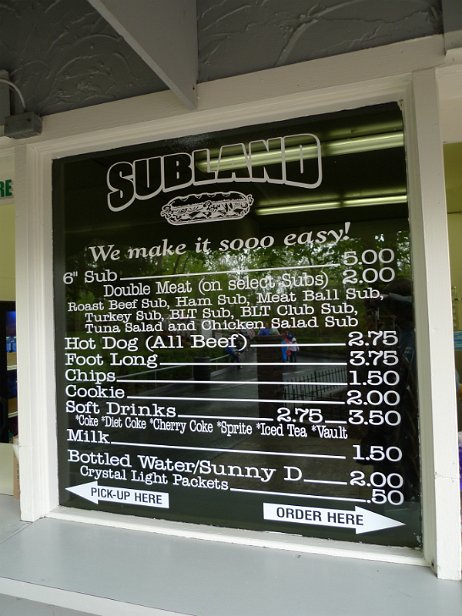 SUBLAND
We make it sooo easy!
6" Sub 5.00
Double Meat (on select Subs) 2.00
Roast Beef Sub, Ham Sub, Meat Ball Sub,
Turkey Sub, BLT Sub, BLT Club Sub,
Tuna Salad and Chicken Salad Sub
Hot Dog (All Beef) 2.75
Foot Long 3.75
Chips 1.50
Cookie 2.00
Soft Drinks 2.75 3.50
*Coke *Diet Coke *Cherry Coke *Sprite *Iced Tea *Vault
Milk 1.50
Bottled Water/Sunny D 2.00
Crystal Light Packets .50
PICK-UP HERE
ORDER HERE
RE